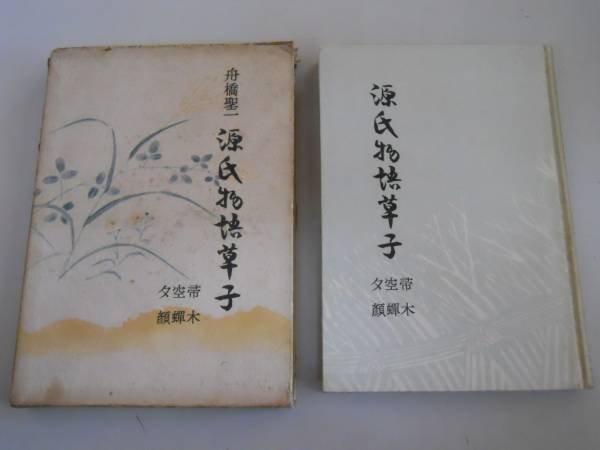 舟橋聖一
源氏物語草子
帚木
空蟬
夕顔
源氏物語草子
帚木
空蟬
夕顔